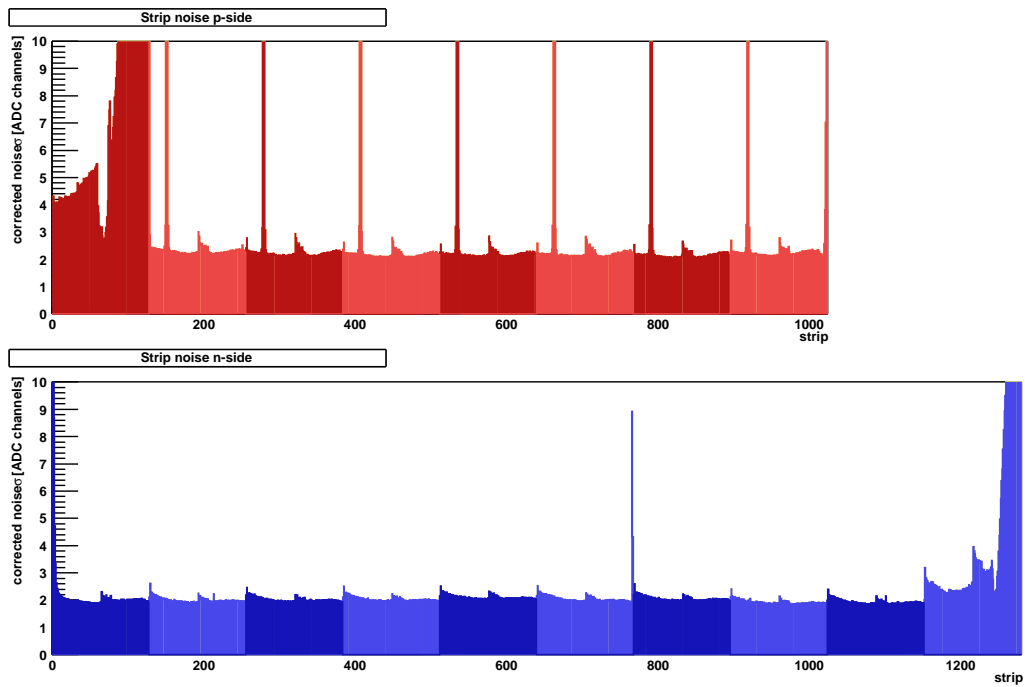 Strip noise p-side
corrected noiseσ [ADC channels]
10
9
8
7
6
5
4
3
2
1
0
0 200 400 600 800 1000
strip
Strip noise n-side
corrected noiseσ [ADC channels]
10
9
8
7
6
5
4
3
2
1
0
0 200 400 600 800 1000 1200
strip